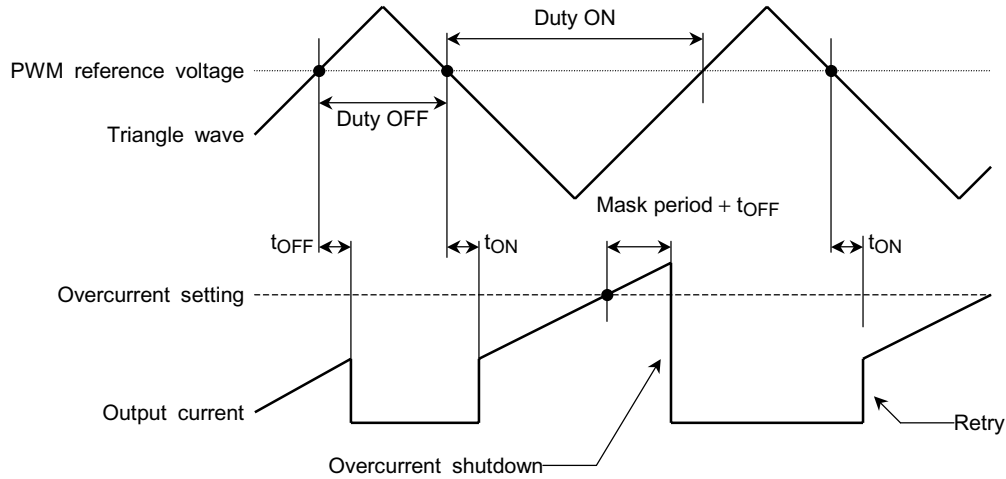 Duty ON
PWM reference voltage
Duty OFF
Triangle wave
Mask period + tOFF
tOFF
tON
tON
Overcurrent setting
Output current
Retry
Overcurrent shutdown